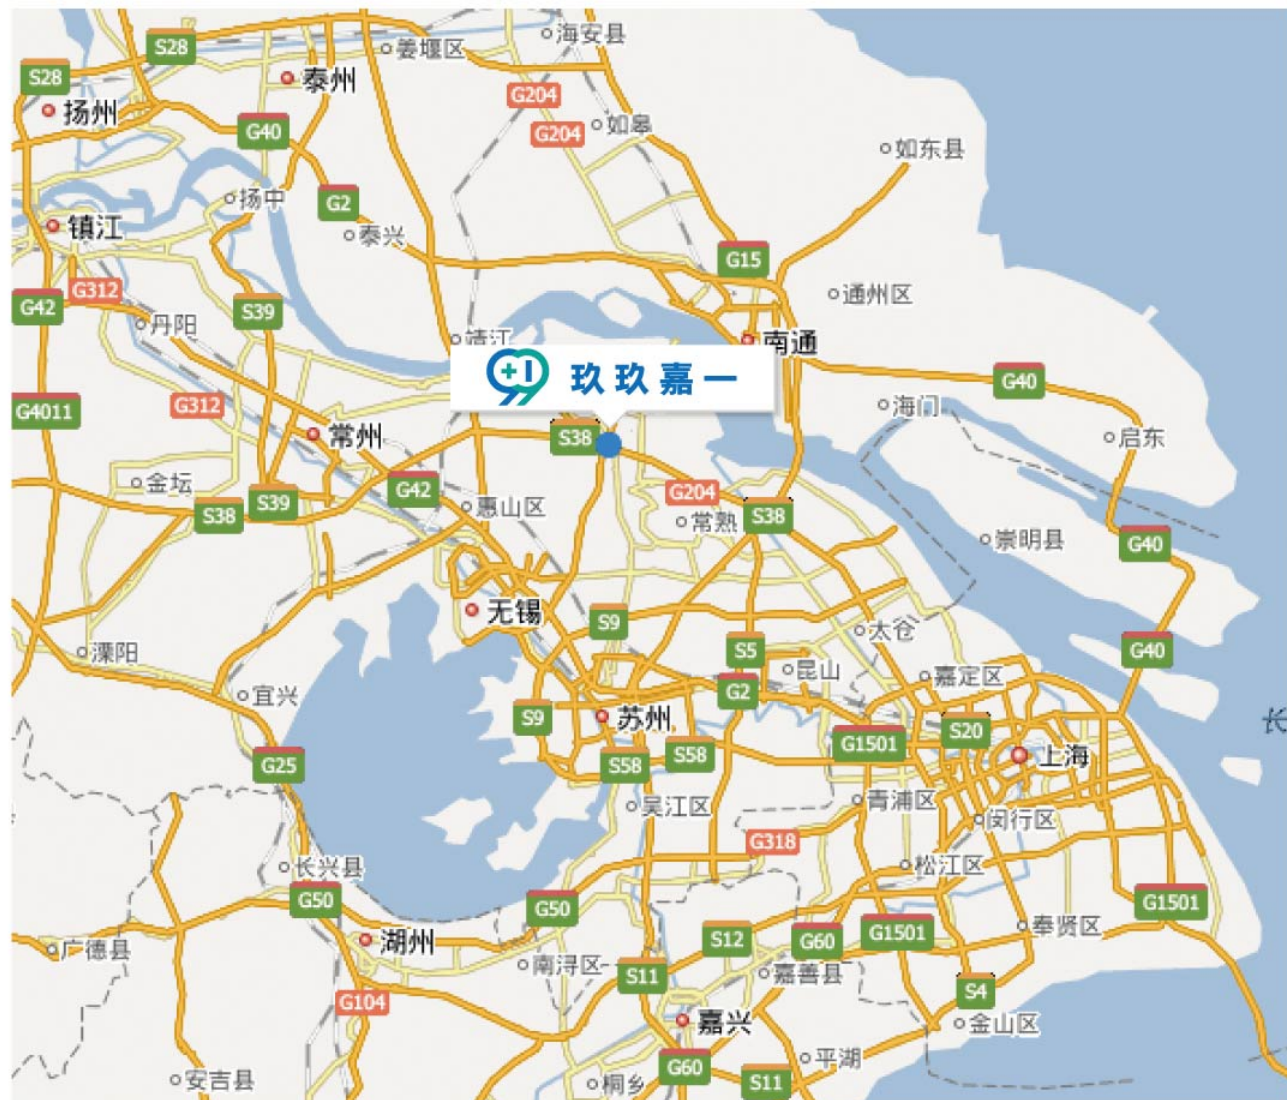 海安县
S28
姜堰区
S28
泰州
G204
扬州
G40
如皋
G204
如东县
扬中
G2
镇江
泰兴
G15
G312
通州区
G42
S39
丹阳
靖江
南通
玖玖嘉一
G40
G312
海门
G4011
常州
S38
启东
金坛
G42
G204
S39
惠山区
S38
常熟
S38
崇明县
G40
无锡
S9
太仓
溧阳
S5
G40
昆山
嘉定区
宜兴
G2
S9
苏州
长
S20
G1501
S58
上海
G25
S58
吴江区
青浦区
闵行区
G318
长兴县
松江区
G50
G50
G1501
奉贤区
湖州
S12
G60
G1501
广德县
南浔区
S11
嘉善县
S4
G104
嘉兴
金山区
平湖
G60
安吉县
桐乡
S11